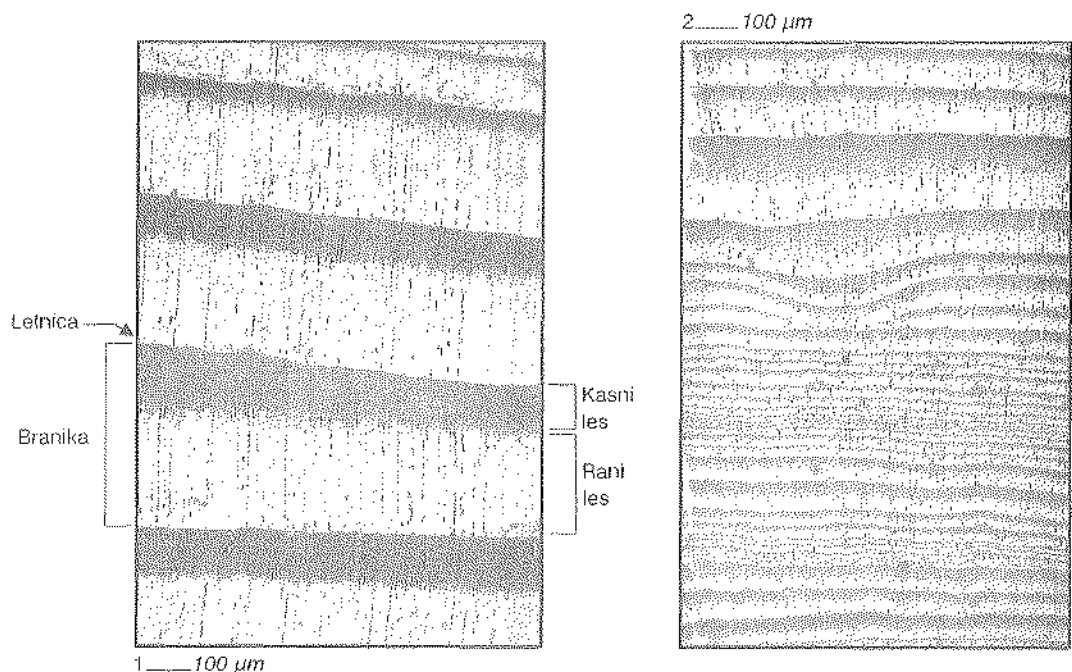 2 100 µm
Letnica
Branika
Kasni
les
Rani
les
1 100 µm